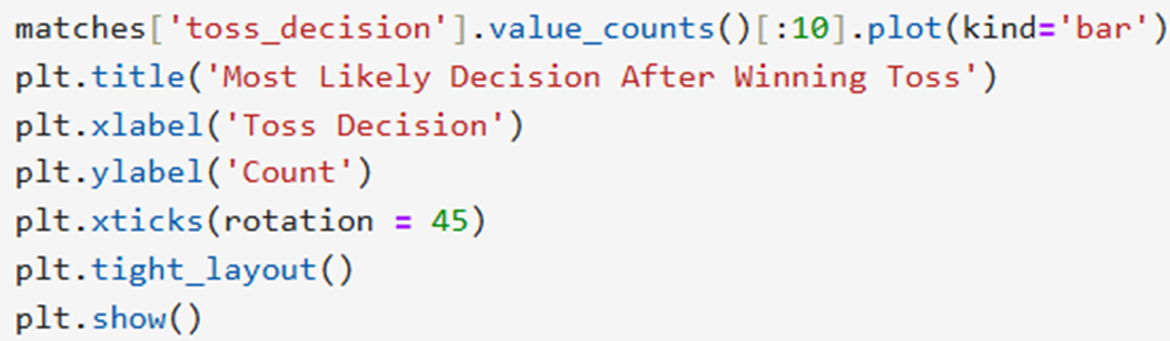 matches['toss_decision'].value_counts()[:10].plot(kind='bar')
plt.title('Most Likely Decision After Winning Toss')
plt.xlabel('Toss Decision')
plt.ylabel('Count')
plt.xticks(rotation = 45)
plt.tight_layout()
plt.show()